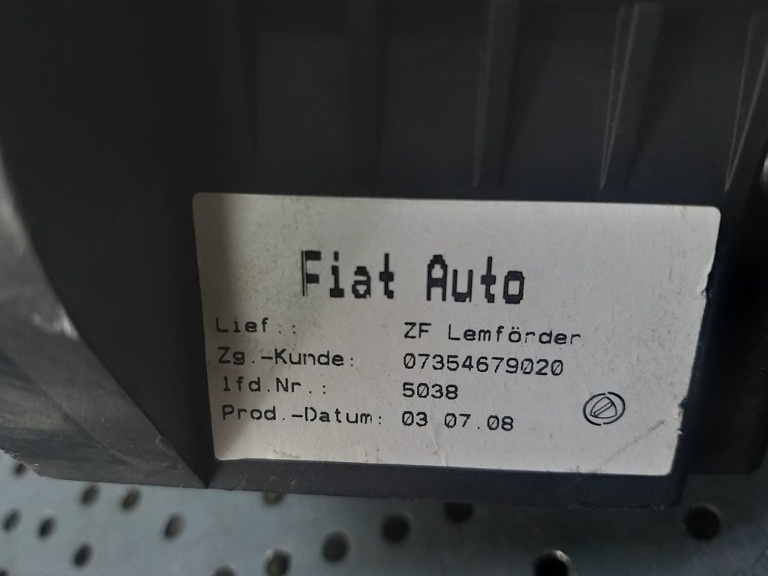 Fiat Auto
Lief.: ZF Lemförder
Zg.-Kunde: 07354679020
lfd.Nr.: 5038
Prod.-Datum: 03 07.08